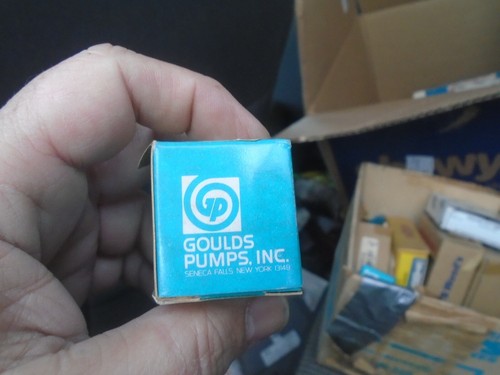 GP
GOULDS
PUMPS, INC.
SENECA FALLS NEW YORK 13148